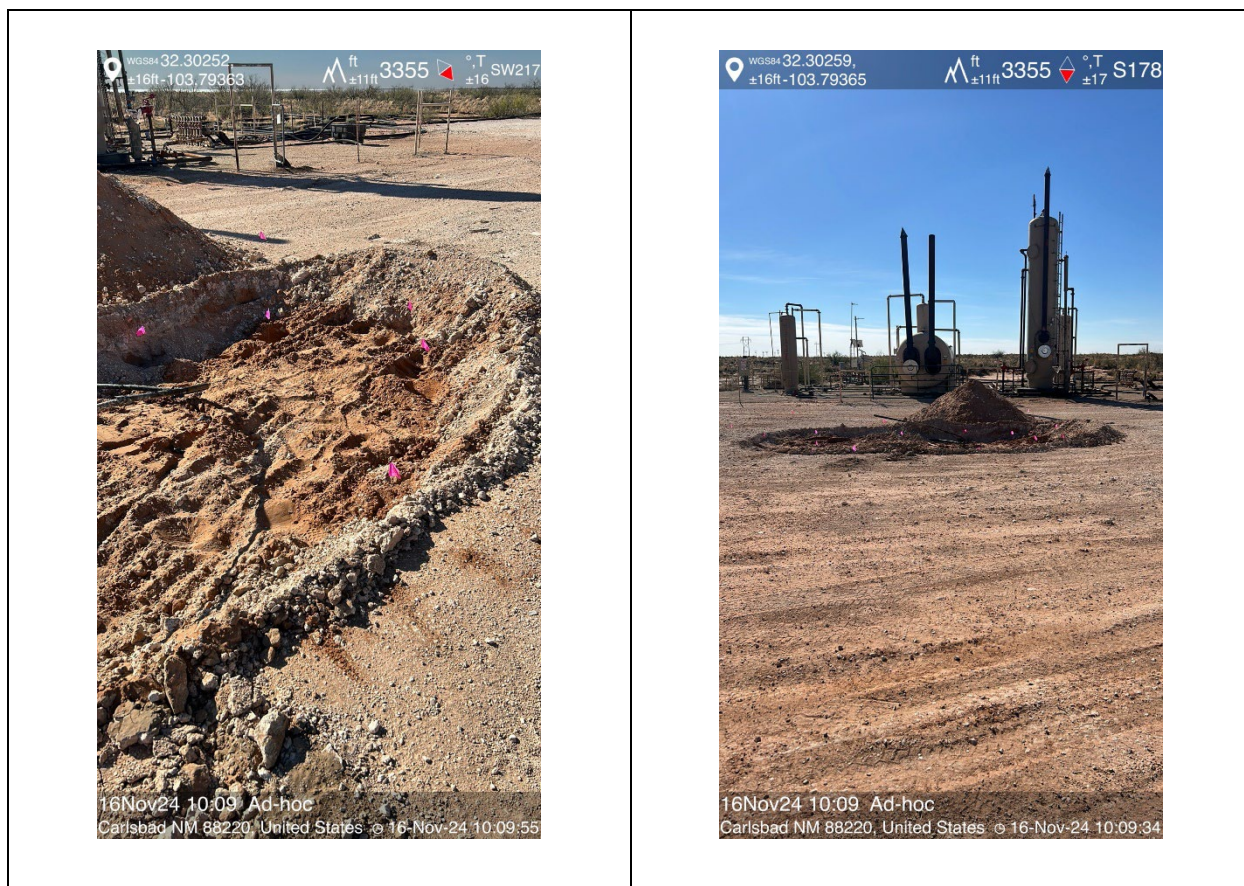 WGS84 32.30252,
±16ft -103.79363
ft
±11ft 3355
°,T
±16 SW217
16Nov24 10:09 Ad-hoc
Carlsbad NM 88220, United States 16-Nov-24 10:09:55
WGS84 32.30259,
±16ft -103.79365
ft
±11ft 3355
°,T
±17 S178
16Nov24 10:09 Ad-hoc
Carlsbad NM 88220, United States 16-Nov-24 10:09:34